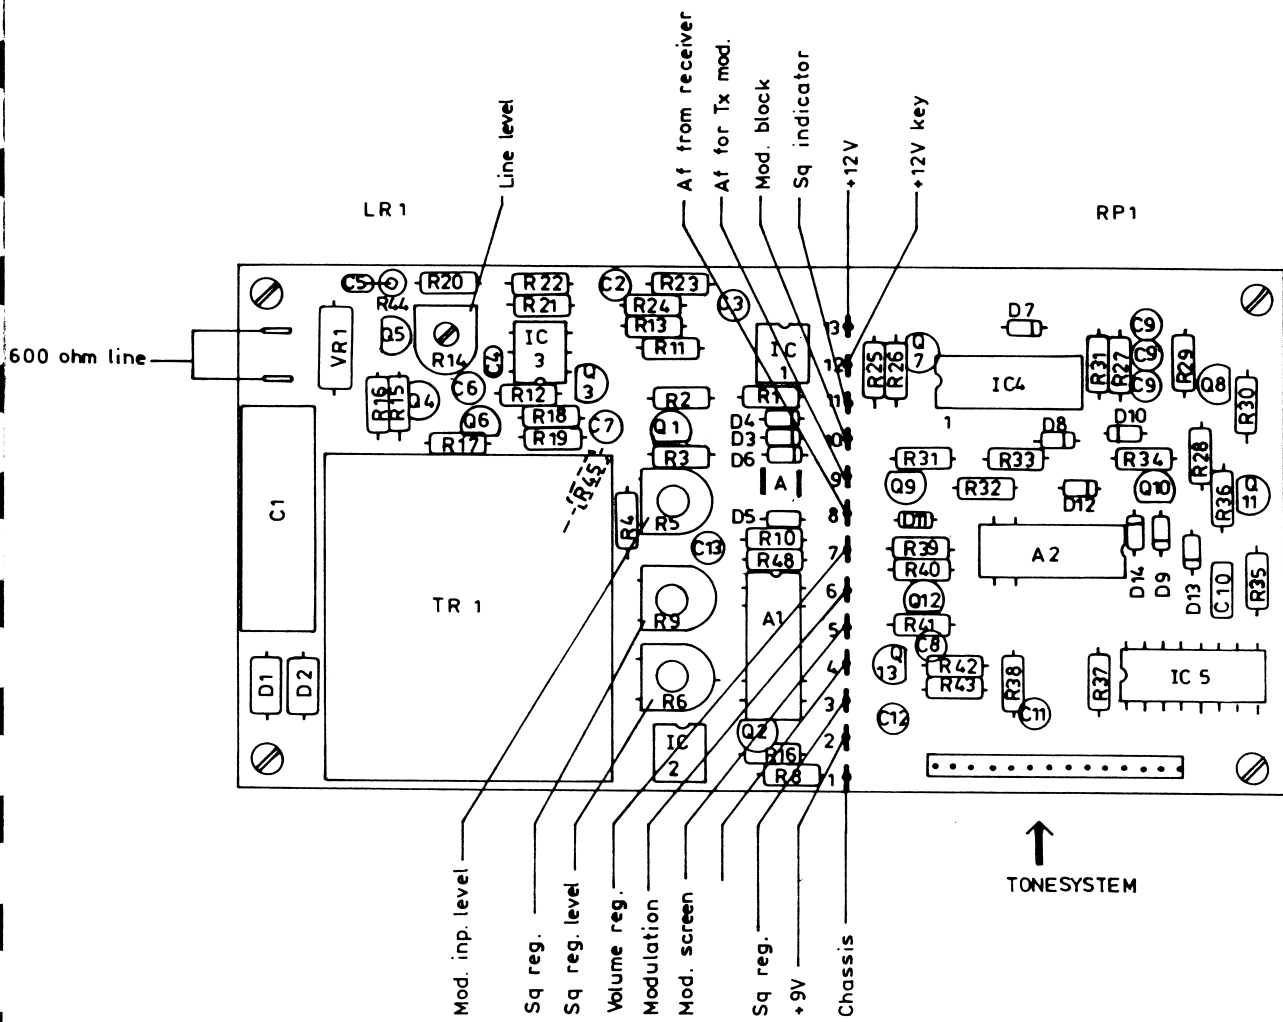 Af from receiver
Af for Tx mod.
Mod. block
Sq indicator
+12V
+12V key
Line level
LR1
RP1
600 ohm line
C5
R44
R20
R22
R21
C2
R23
R24
R13
R11
C3
VR1
Q5
R14
C4
IC
3
Q
3
IC
1
R16
R15
Q4
C6
R12
Q6
R17
R18
R19
C7
R2
Q1
R3
R1
D4
D3
D6
A
D5
R10
R48
R45
R4
R5
C13
R9
R6
C1
TR 1
A1
D1
D2
IC
2
Q2
R16
R8
13
12
11
10
9
8
7
6
5
4
3
2
1
R25
R26
Q
7
D7
IC4
1
R31
R27
C9
C9
C9
R29
Q8
R30
D8
D10
R31
R33
R34
R28
Q9
R32
D12
Q10
R36
Q
11
D11
R39
R40
A2
D14
D9
D13
C10
R35
Q12
R41
C8
Q
13
R42
R43
R38
C11
C12
R37
IC 5
TONESYSTEM
Mod. inp. level
Sq reg.
Sq reg. level
Volume reg.
Modulation
Mod. screen
Sq reg.
+9V
Chassis